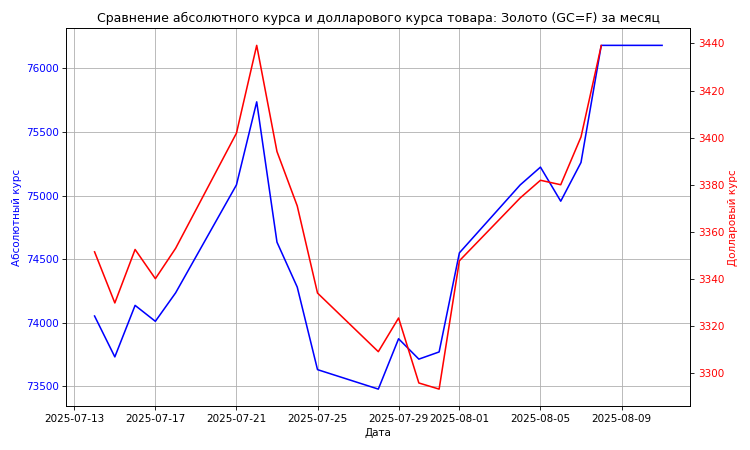 Сравнение абсолютного курса и долларового курса товара: Золото (GC=F) за месяц
Абсолютный курс
76000
75500
75000
74500
74000
73500
3440
3420
3400
3380
3360
3340
3320
3300
Долларовый курс
2025-07-13 2025-07-17 2025-07-21 2025-07-25 2025-07-29 2025-08-01 2025-08-05 2025-08-09
Дата